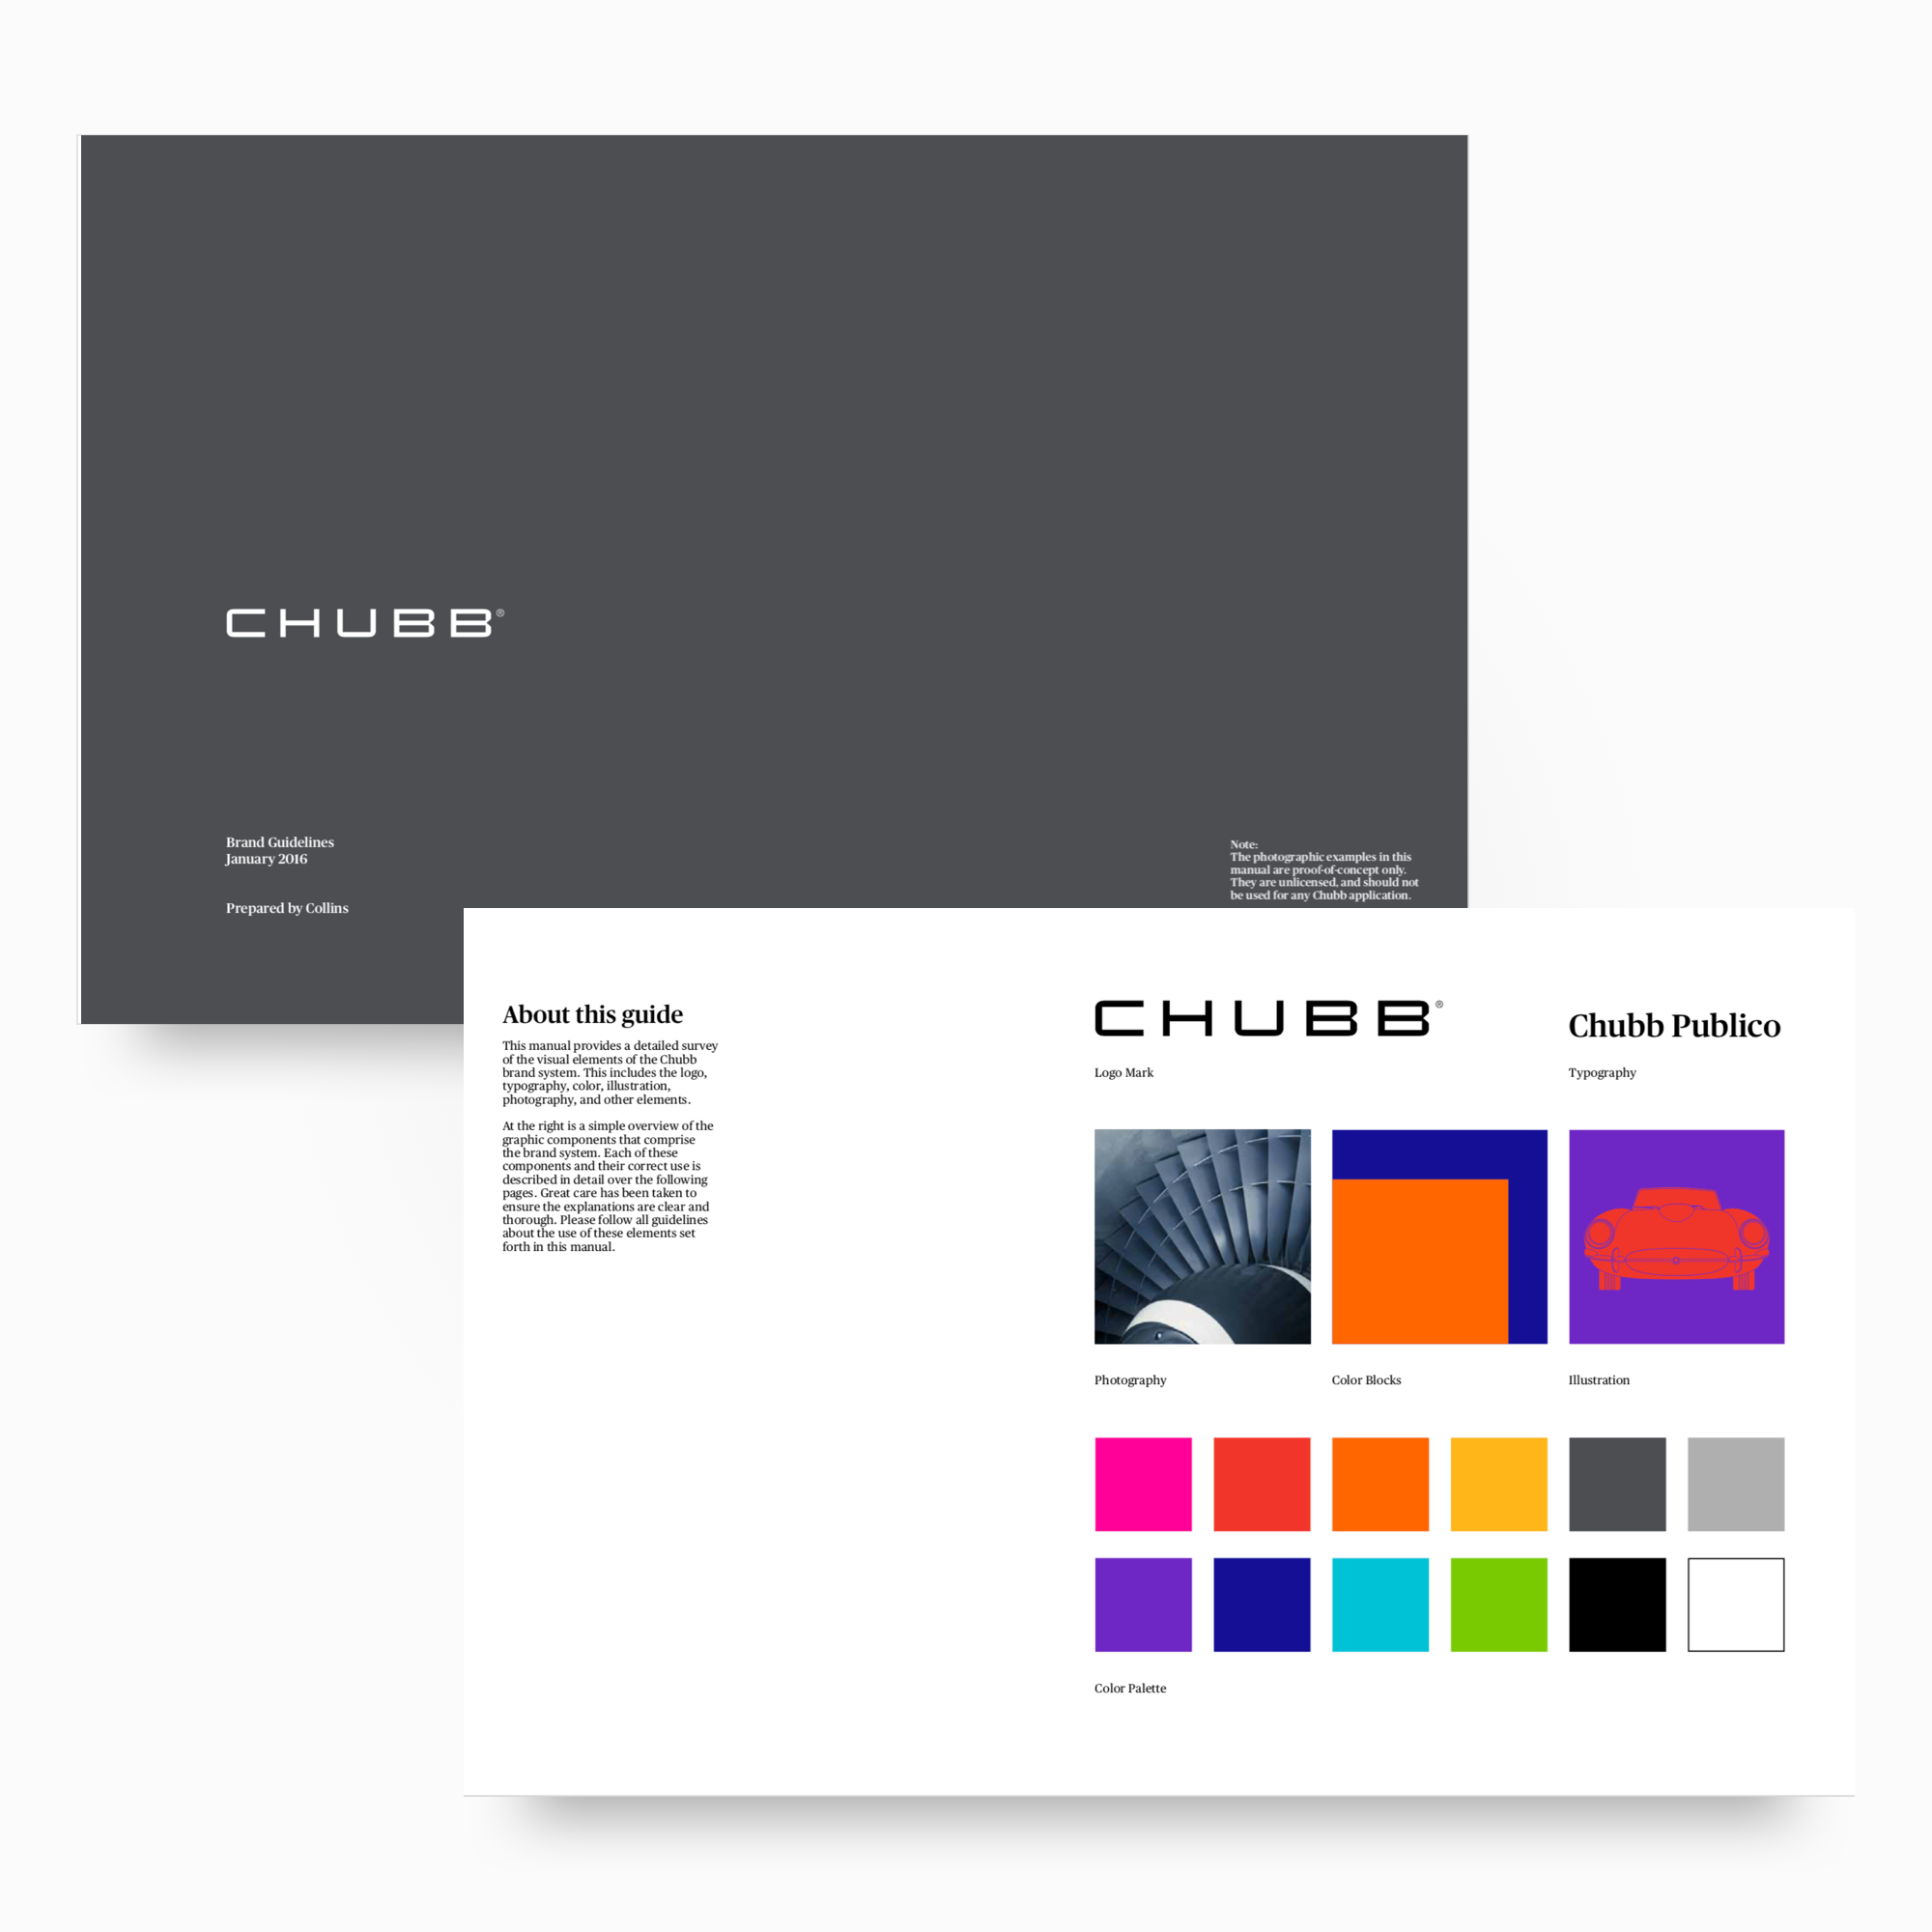 CHUBB®
Brand Guidelines
January 2016
Prepared by Collins
Note:
The photographic examples in this
manual are proof-of-concept only.
They are unlicensed, and should not
be used for any Chubb application.
About this guide
This manual provides a detailed survey
of the visual elements of the Chubb
brand system. This includes the logo,
typography, color, illustration,
photography, and other elements.
At the right is a simple overview of the
graphic components that comprise
the brand system. Each of these
components and their correct use is
described in detail over the following
pages. Great care has been taken to
ensure the explanations are clear and
thorough. Please follow all guidelines
about the use of these elements set
forth in this manual.
CHUBB®
Logo Mark
Chubb Publico
Typography
Photography
Color Blocks
Illustration
Color Palette